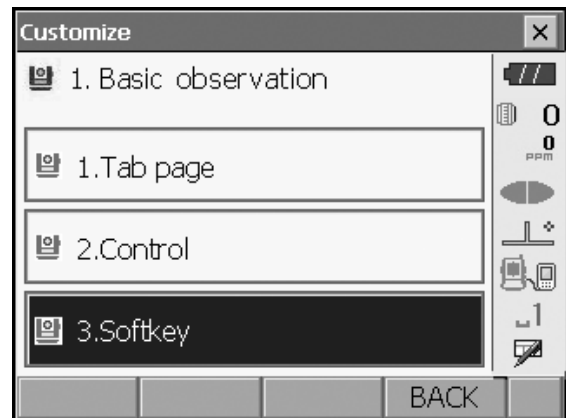 Customize
1. Basic observation
0
0
PPM
1.Tab page
2.Control
3.Softkey
1
BACK